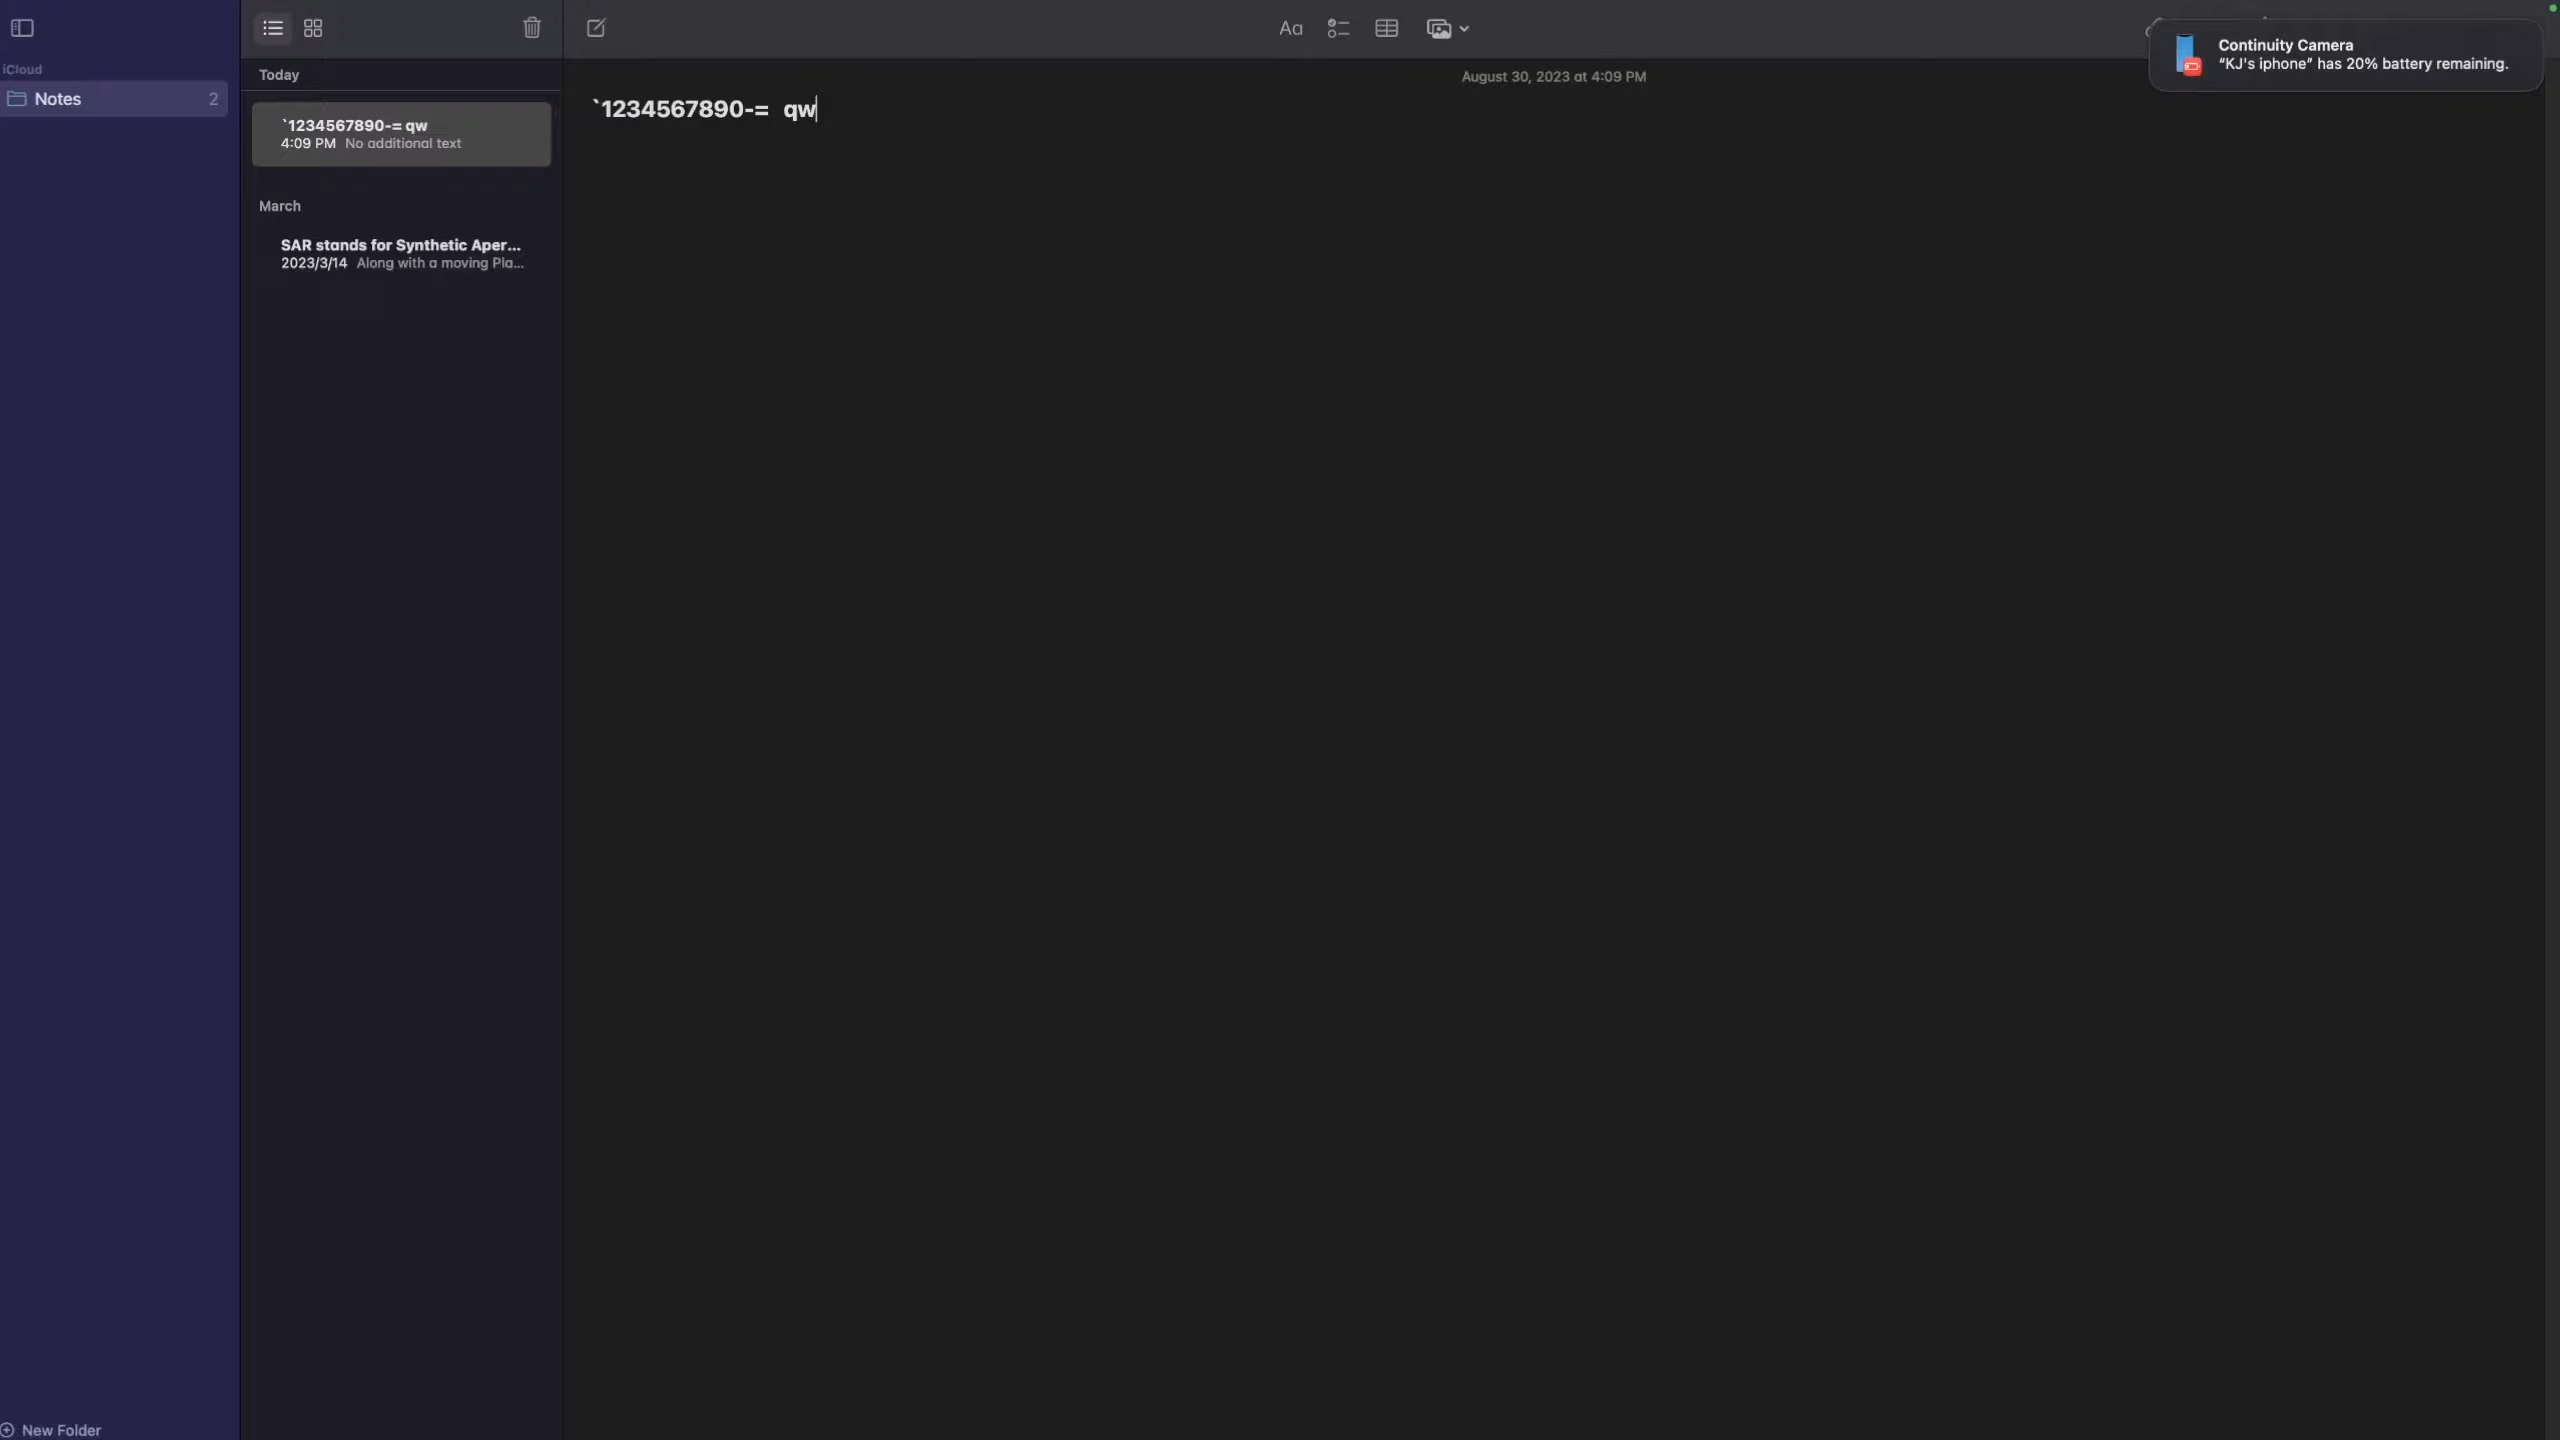 iCloud
Notes 2
Today
`1234567890-= qw
4:09 PM No additional text
March
SAR stands for Synthetic Aper...
2023/3/14 Along with a moving Pla...
New Folder
Aa
August 30, 2023 at 4:09 PM
`1234567890-=  qw
Continuity Camera
“KJ's iphone” has 20% battery remaining.